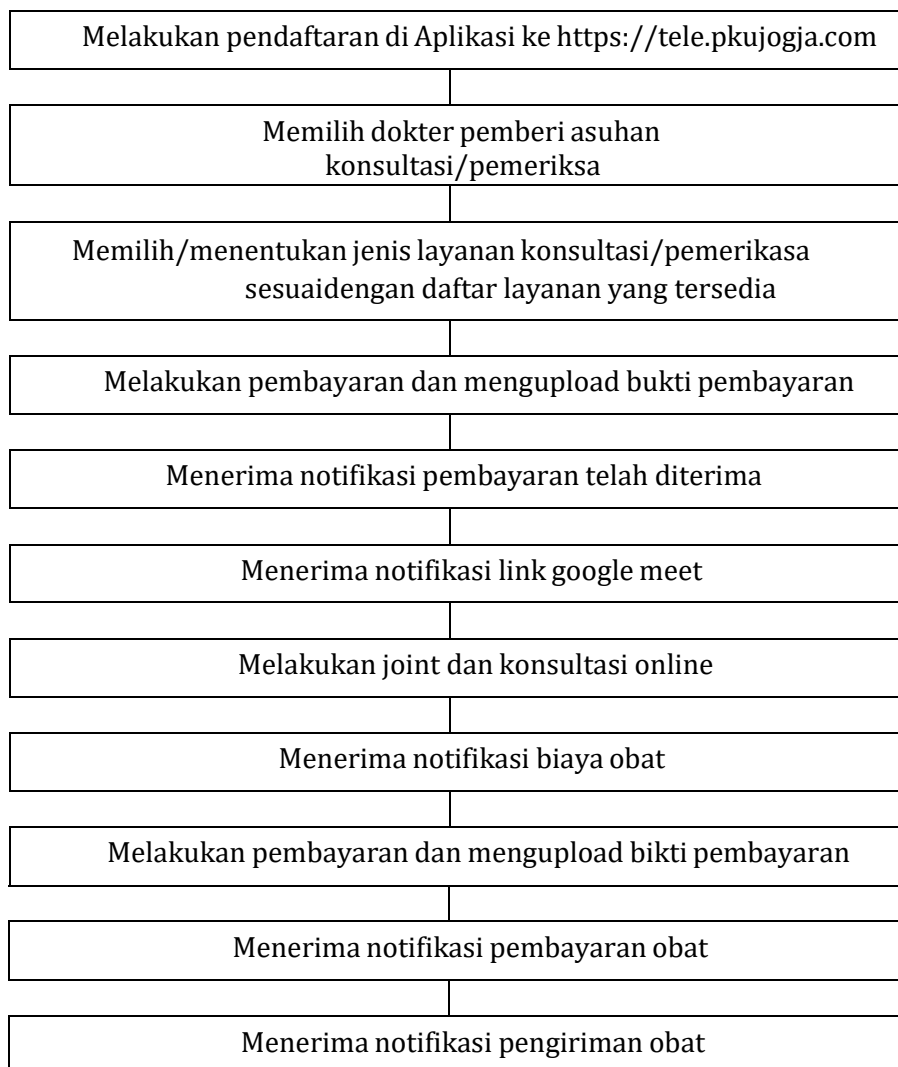 Melakukan pendaftaran di Aplikasi ke https://tele.pkujogja.com
Memilih dokter pemberi asuhan
konsultasi/pemeriksa
Memilih/menentukan jenis layanan konsultasi/pemerikasa
sesuaidengan daftar layanan yang tersedia
Melakukan pembayaran dan mengupload bukti pembayaran
Menerima notifikasi pembayaran telah diterima
Menerima notifikasi link google meet
Melakukan joint dan konsultasi online
Menerima notifikasi biaya obat
Melakukan pembayaran dan mengupload bikti pembayaran
Menerima notifikasi pembayaran obat
Menerima notifikasi pengiriman obat